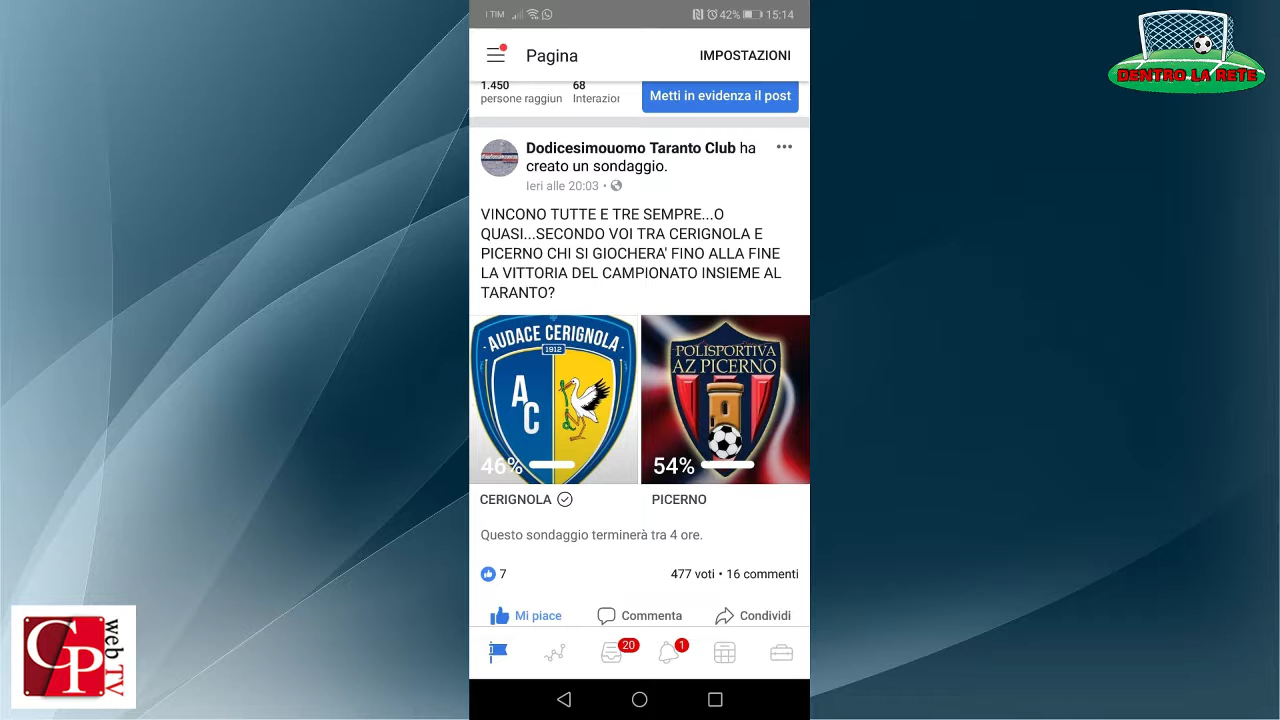 TIM
42%
15:14
Pagina
IMPOSTAZIONI
DENTRO LA RETE
1.450
68
persone raggiun
Interazior
Metti in evidenza il post
Dodicesimouomo Taranto Club ha
creato un sondaggio.
Ieri alle 20:03 •
VINCONO TUTTE E TRE SEMPRE...O
QUASI...SECONDO VOI TRA CERIGNOLA E
PICERNO CHI SI GIOCHERA' FINO ALLA FINE
LA VITTORIA DEL CAMPIONATO INSIEME AL
TARANTO?
AUDACE CERIGNOLA
1912
AC
46%
POLISPORTIVA
AZ PICERNO
54%
CERIGNOLA
PICERNO
Questo sondaggio terminerà tra 4 ore.
7
477 voti • 16 commenti
Mi piace
Commenta
Condividi
20
1
CP
web TV